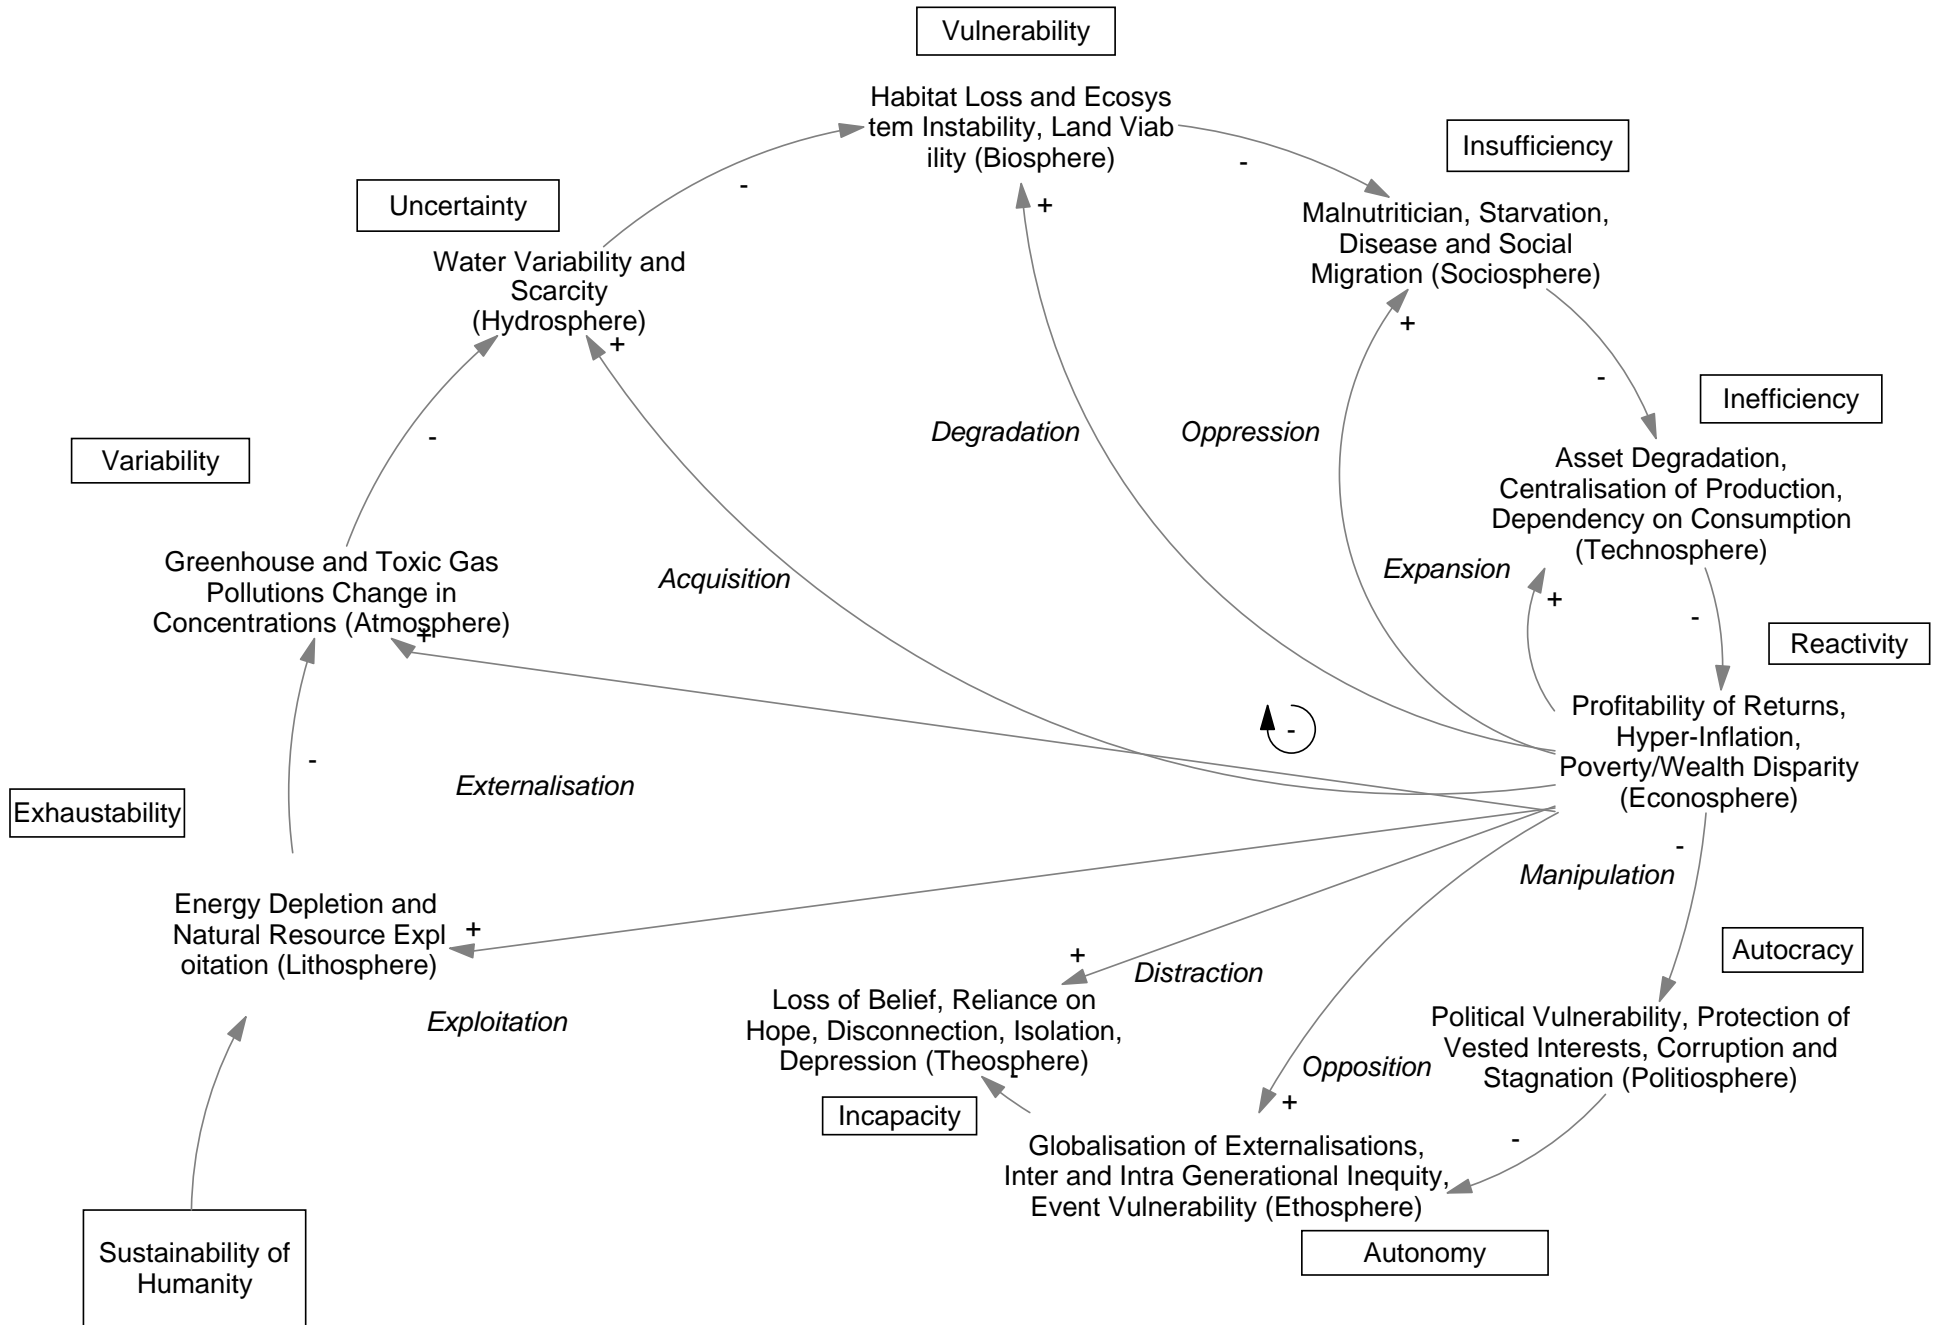 Vulnerability
Habitat Loss and Ecosys
tem Instability, Land Viab
ility (Biosphere)
-
-
+
Insufficiency
Malnutritician, Starvation,
Disease and Social
Migration (Sociosphere)
+
-
Uncertainty
Water Variability and
Scarcity
(Hydrosphere)
+
-
Inefficiency
Asset Degradation,
Centralisation of Production,
Dependency on Consumption
(Technosphere)
+
-
Degradation
Oppression
Expansion
Acquisition
Variability
Greenhouse and Toxic Gas
Pollutions Change in
Concentrations (Atmosphere)
+
-
Reactivity
Profitability of Returns,
Hyper-Inflation,
Poverty/Wealth Disparity
(Econosphere)
-
-
Externalisation
Exhaustability
Manipulation
Energy Depletion and
Natural Resource Expl
oitation (Lithosphere)
+
Exploitation
Autocracy
Political Vulnerability, Protection of
Vested Interests, Corruption and
Stagnation (Politiosphere)
-
+
Distraction
Loss of Belief, Reliance on
Hope, Disconnection, Isolation,
Depression (Theosphere)
-
Incapacity
Opposition
+
Globalisation of Externalisations,
Inter and Intra Generational Inequity,
Event Vulnerability (Ethosphere)
Autonomy
Sustainability of
Humanity